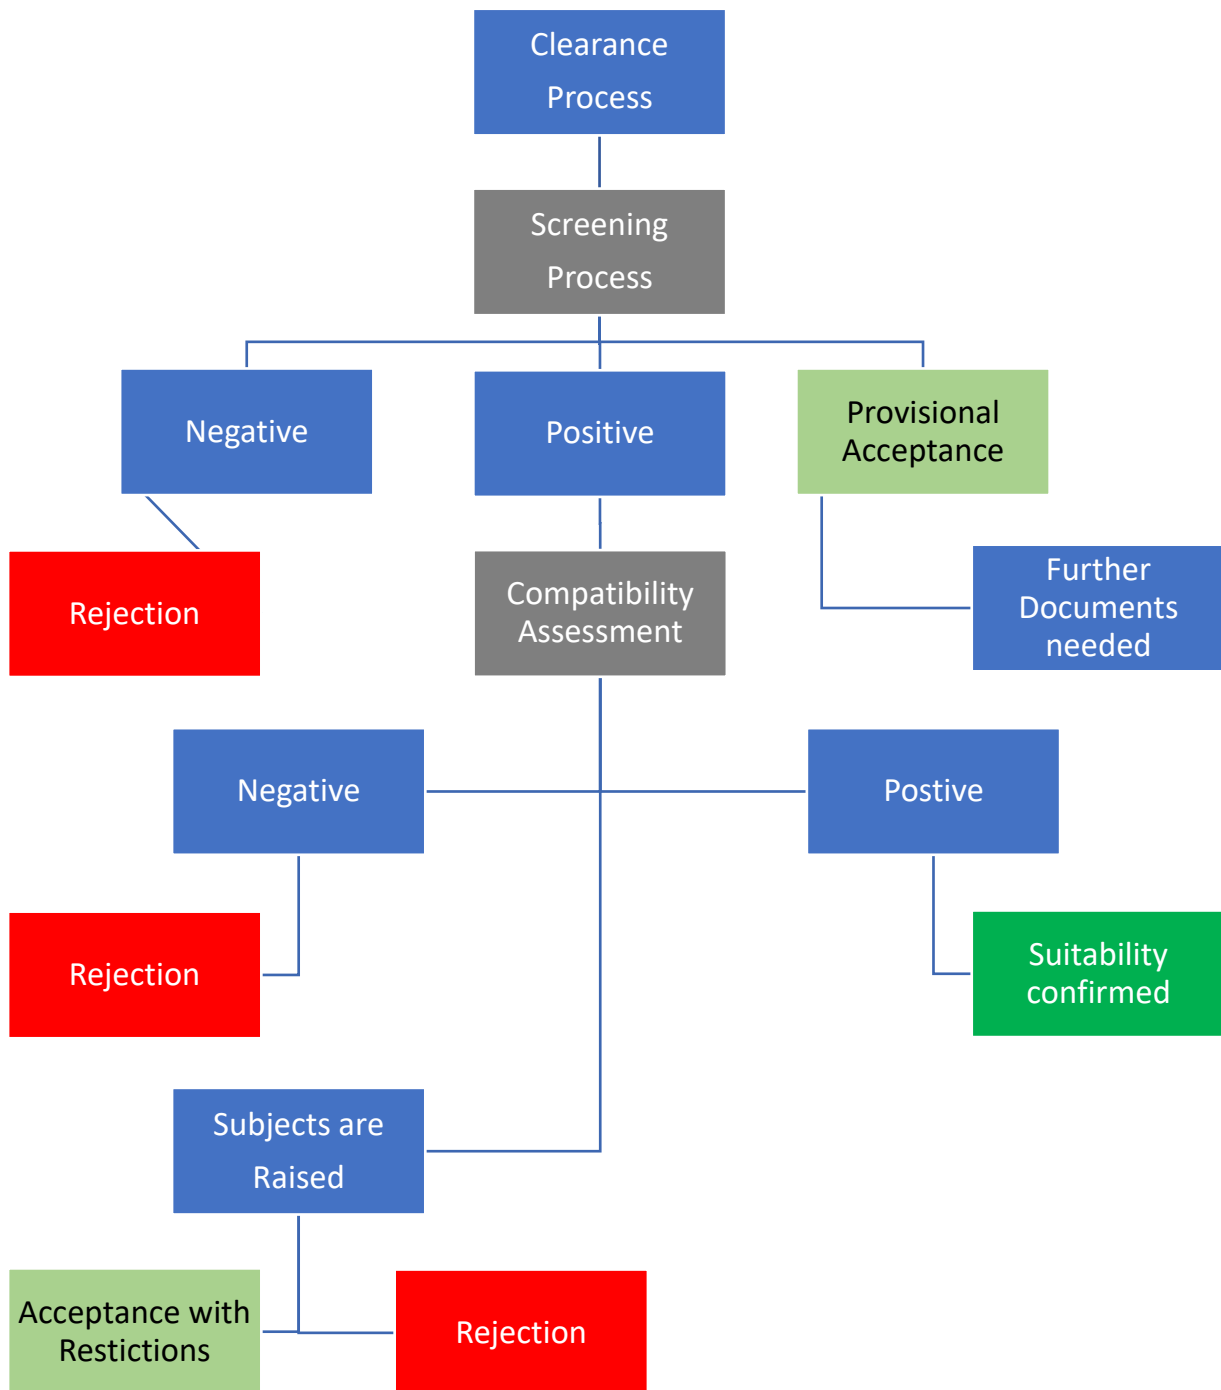 Clearance
Process
Screening
Process
Negative
Positive
Provisional
Acceptance
Rejection
Compatibility
Assessment
Further
Documents
needed
Negative
Postive
Rejection
Suitability
confirmed
Subjects are
Raised
Acceptance with
Restictions
Rejection